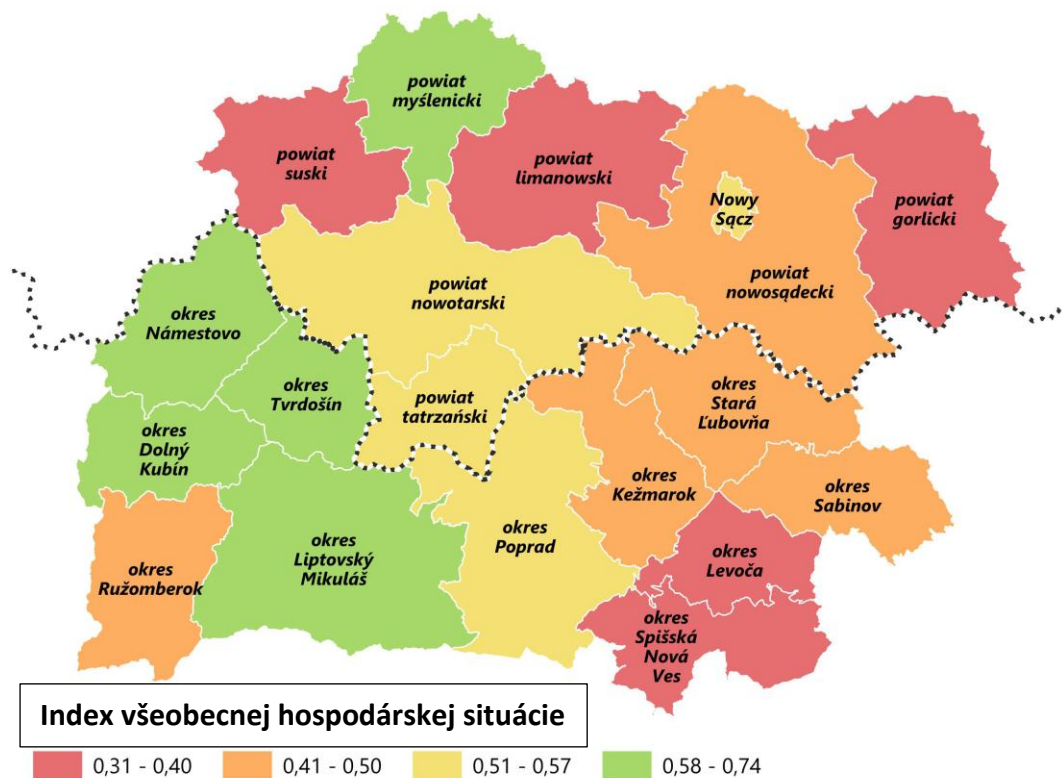 powiat
myślenicki
powiat
suski
powiat
limanowski
Nowy
Sącz
powiat
gorlicki
powiat
nowotarski
powiat
nowosądecki
okres
Námestovo
okres
Tvrdošín
powiat
tatrzański
okres
Stará
Ľubovňa
okres
Dolný
Kubín
okres
Kežmarok
okres
Sabinov
okres
Ružomberok
okres
Liptovský
Mikuláš
okres
Poprad
okres
Levoča
okres
Spišská
Nová
Ves
Index všeobecnej hospodárskej situácie
0,31 - 0,40
0,41 - 0,50
0,51 - 0,57
0,58 - 0,74